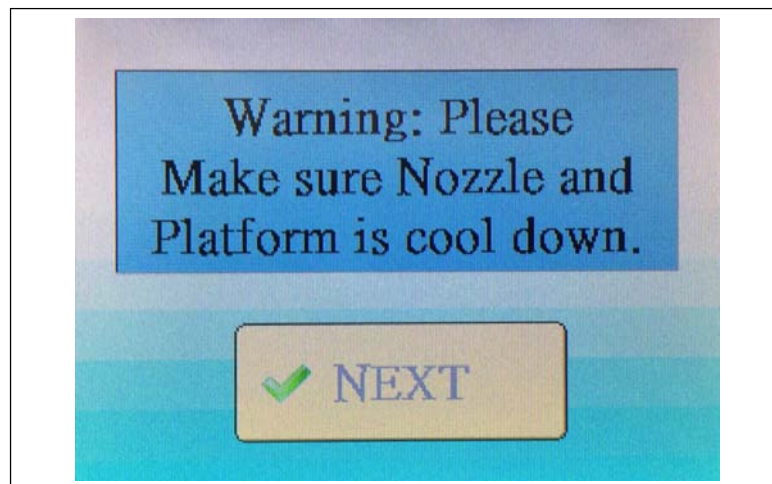 Warning: Please
Make sure Nozzle and
Platform is cool down.
NEXT